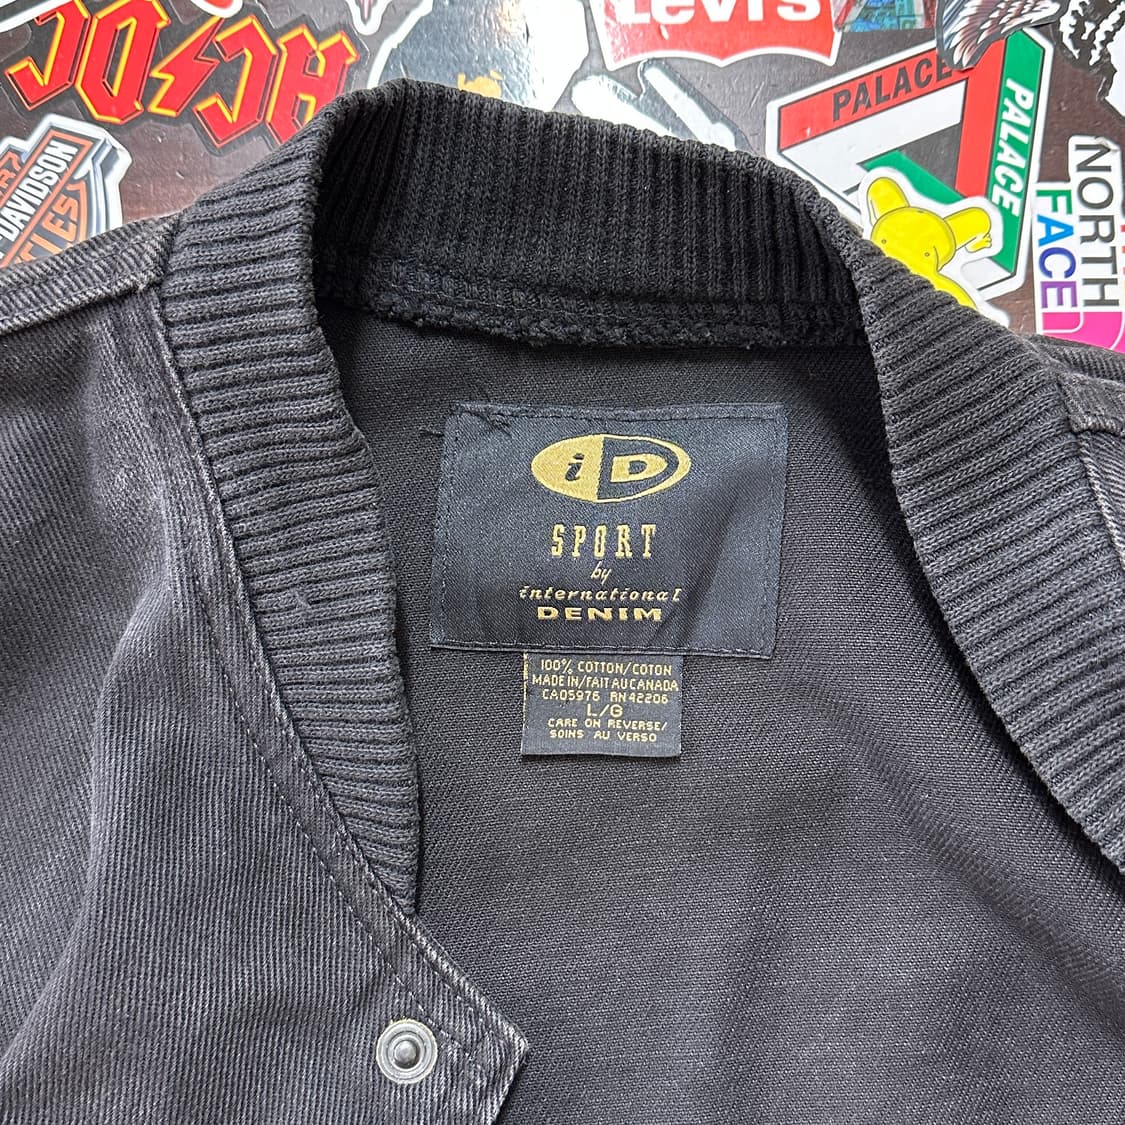 AC/DC
LEVI'S
PALACE
PALACE
-DAVIDSON
NORTH
FACE
iD
SPORT
by
international
DENIM
100% COTTON/COTON
MADE IN/FAIT AU CANADA
CA05976 RN42206
L/G
CARE ON REVERSE/
SOINS AU VERSO